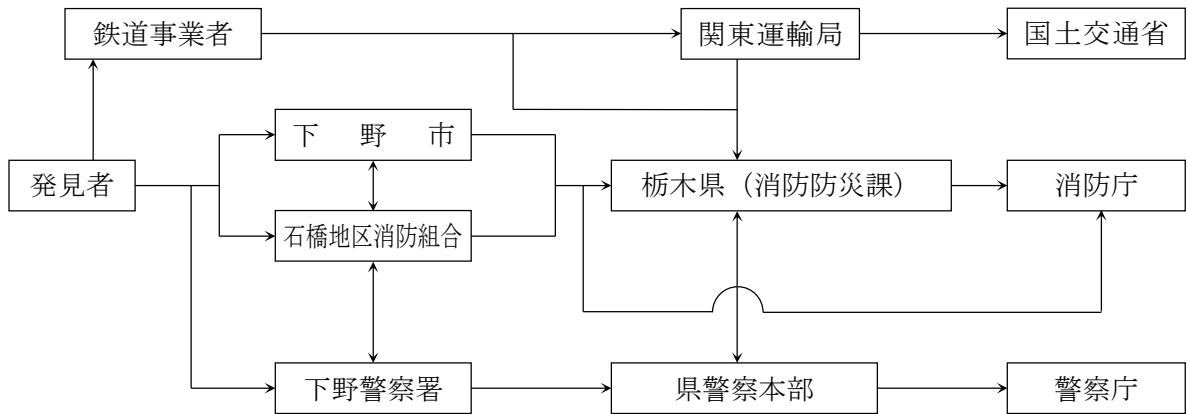 鉄道事業者
関東運輸局
国土交通省
下野市
発見者
栃木県（消防防災課）
消防庁
石橋地区消防組合
下野警察署
県警察本部
警察庁